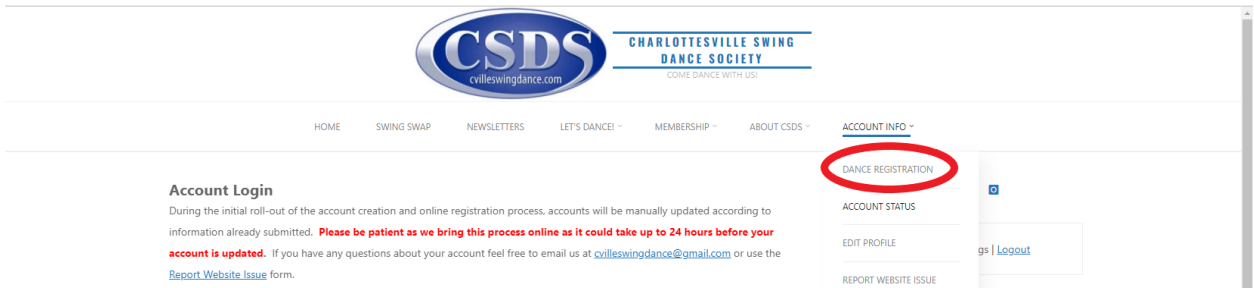 CSDS
cvilleswingdance.com
CHARLOTTESVILLE SWING
DANCE SOCIETY
COME DANCE WITH US!
HOME SWING SWAP NEWSLETTERS LET'S DANCE! MEMBERSHIP ABOUT CSDS ACCOUNT INFO
DANCE REGISTRATION
ACCOUNT STATUS
EDIT PROFILE
REPORT WEBSITE ISSUE
Account Login
During the initial roll-out of the account creation and online registration process, accounts will be manually updated according to
information already submitted. Please be patient as we bring this process online as it could take up to 24 hours before your
account is updated. If you have any questions about your account feel free to email us at cvilleswingdance@gmail.com or use the
Report Website Issue form.
gs | Logout